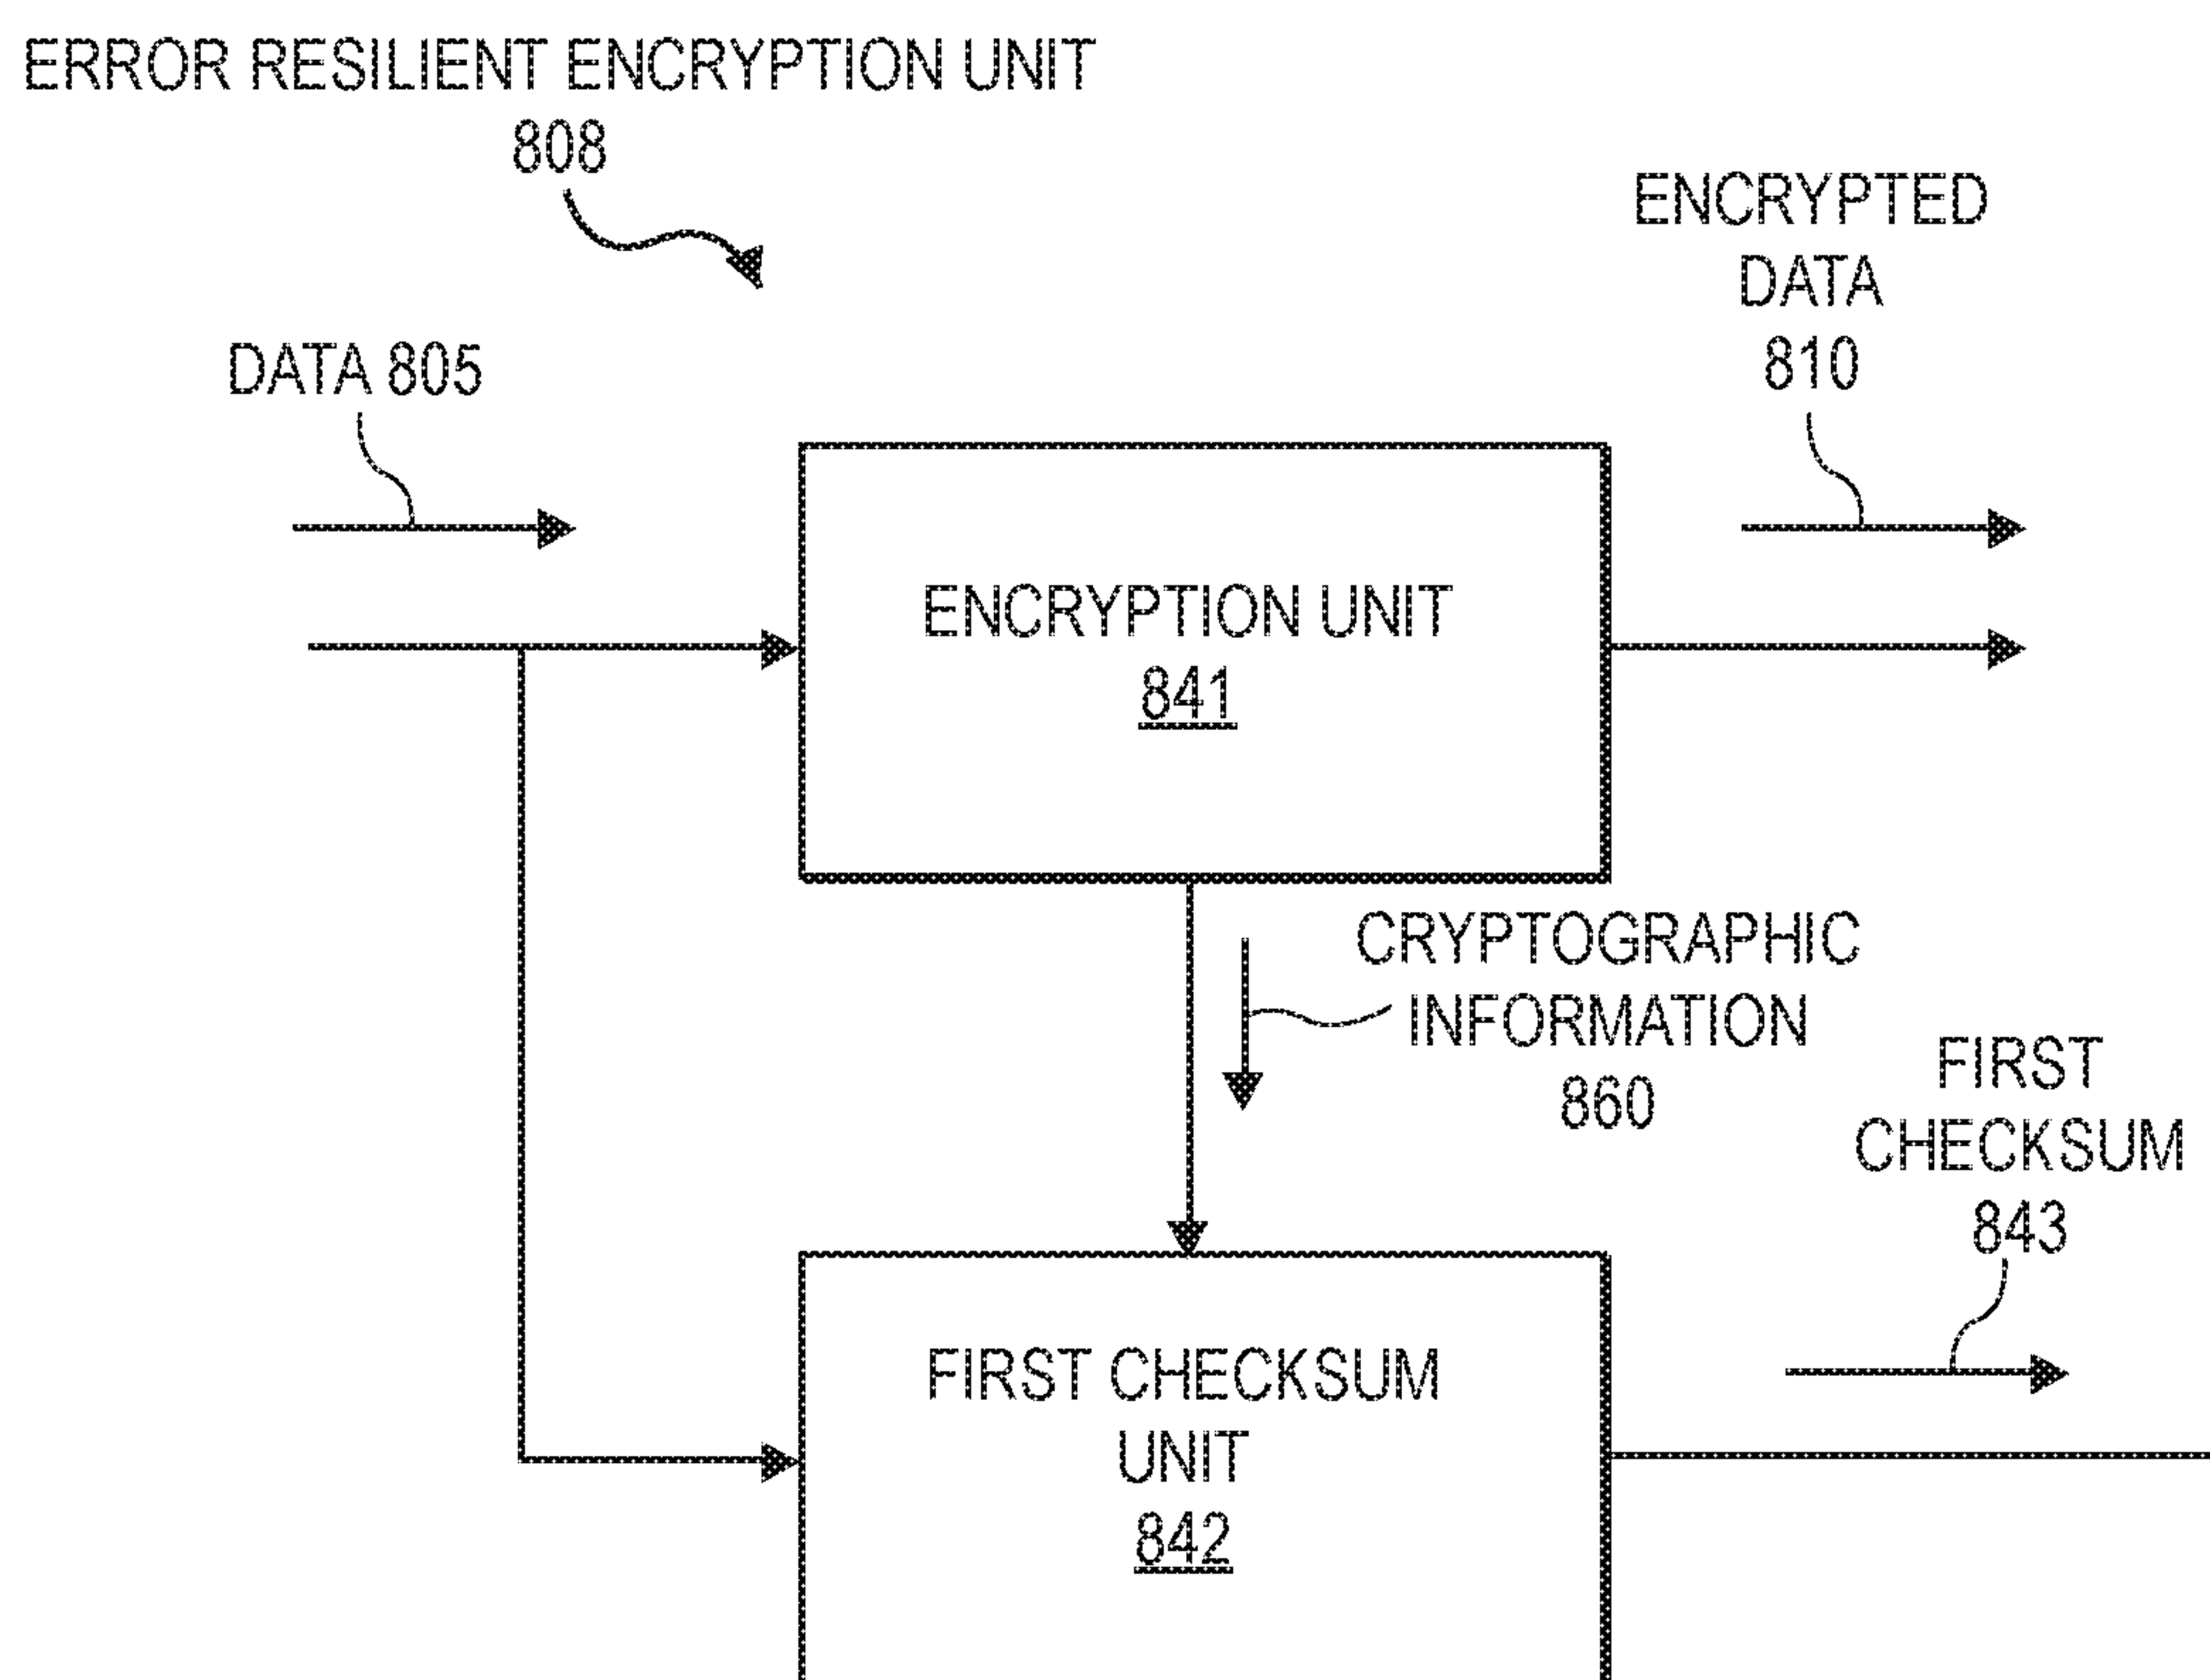 ERROR RESILIENT ENCRYPTION UNIT
808
ENCRYPTED
DATA
810
DATA 805
ENCRYPTION UNIT
841
CRYPTOGRAPHIC
INFORMATION
860
FIRST
CHECKSUM
843
FIRST CHECKSUM
UNIT
842